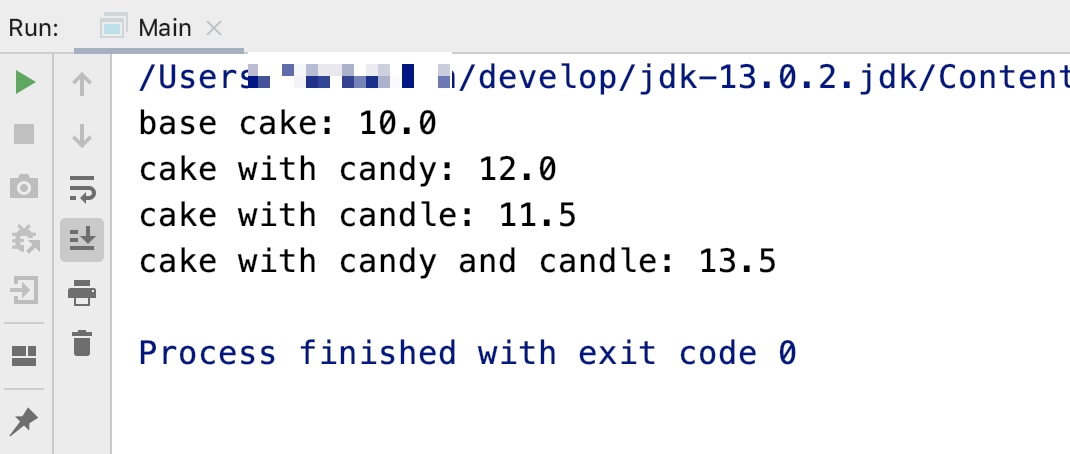 Run: Main
/Users /develop/jdk-13.0.2.jdk/Content
base cake: 10.0
cake with candy: 12.0
cake with candle: 11.5
cake with candy and candle: 13.5
Process finished with exit code 0